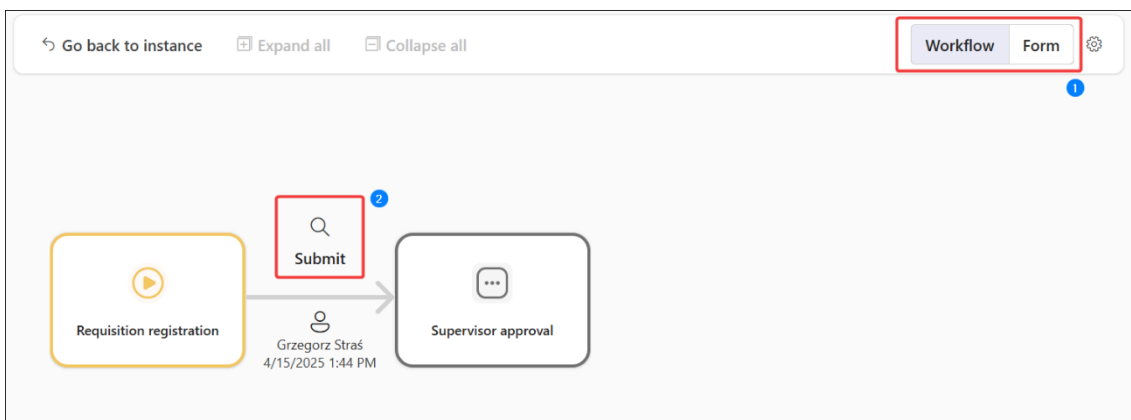 Go back to instance Expand all Collapse all Workflow Form
1
2
Submit
Requisition registration
Supervisor approval
Grzegorz Straś
4/15/2025 1:44 PM